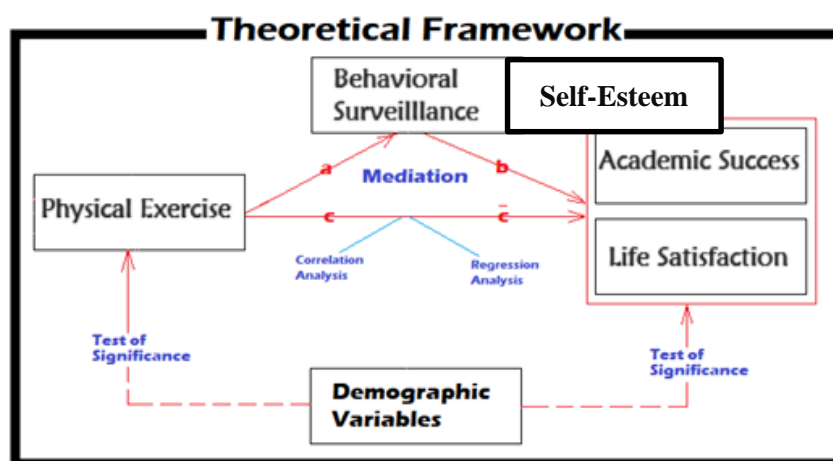 Theoretical Framework
Behavioral
Surveilllance
Self-Esteem
a
Mediation
b
Academic Success
Physical Exercise
c
c̄
Correlation
Analysis
Regression
Analysis
Life Satisfaction
Test of
Significance
Test of
Significance
Demographic
Variables